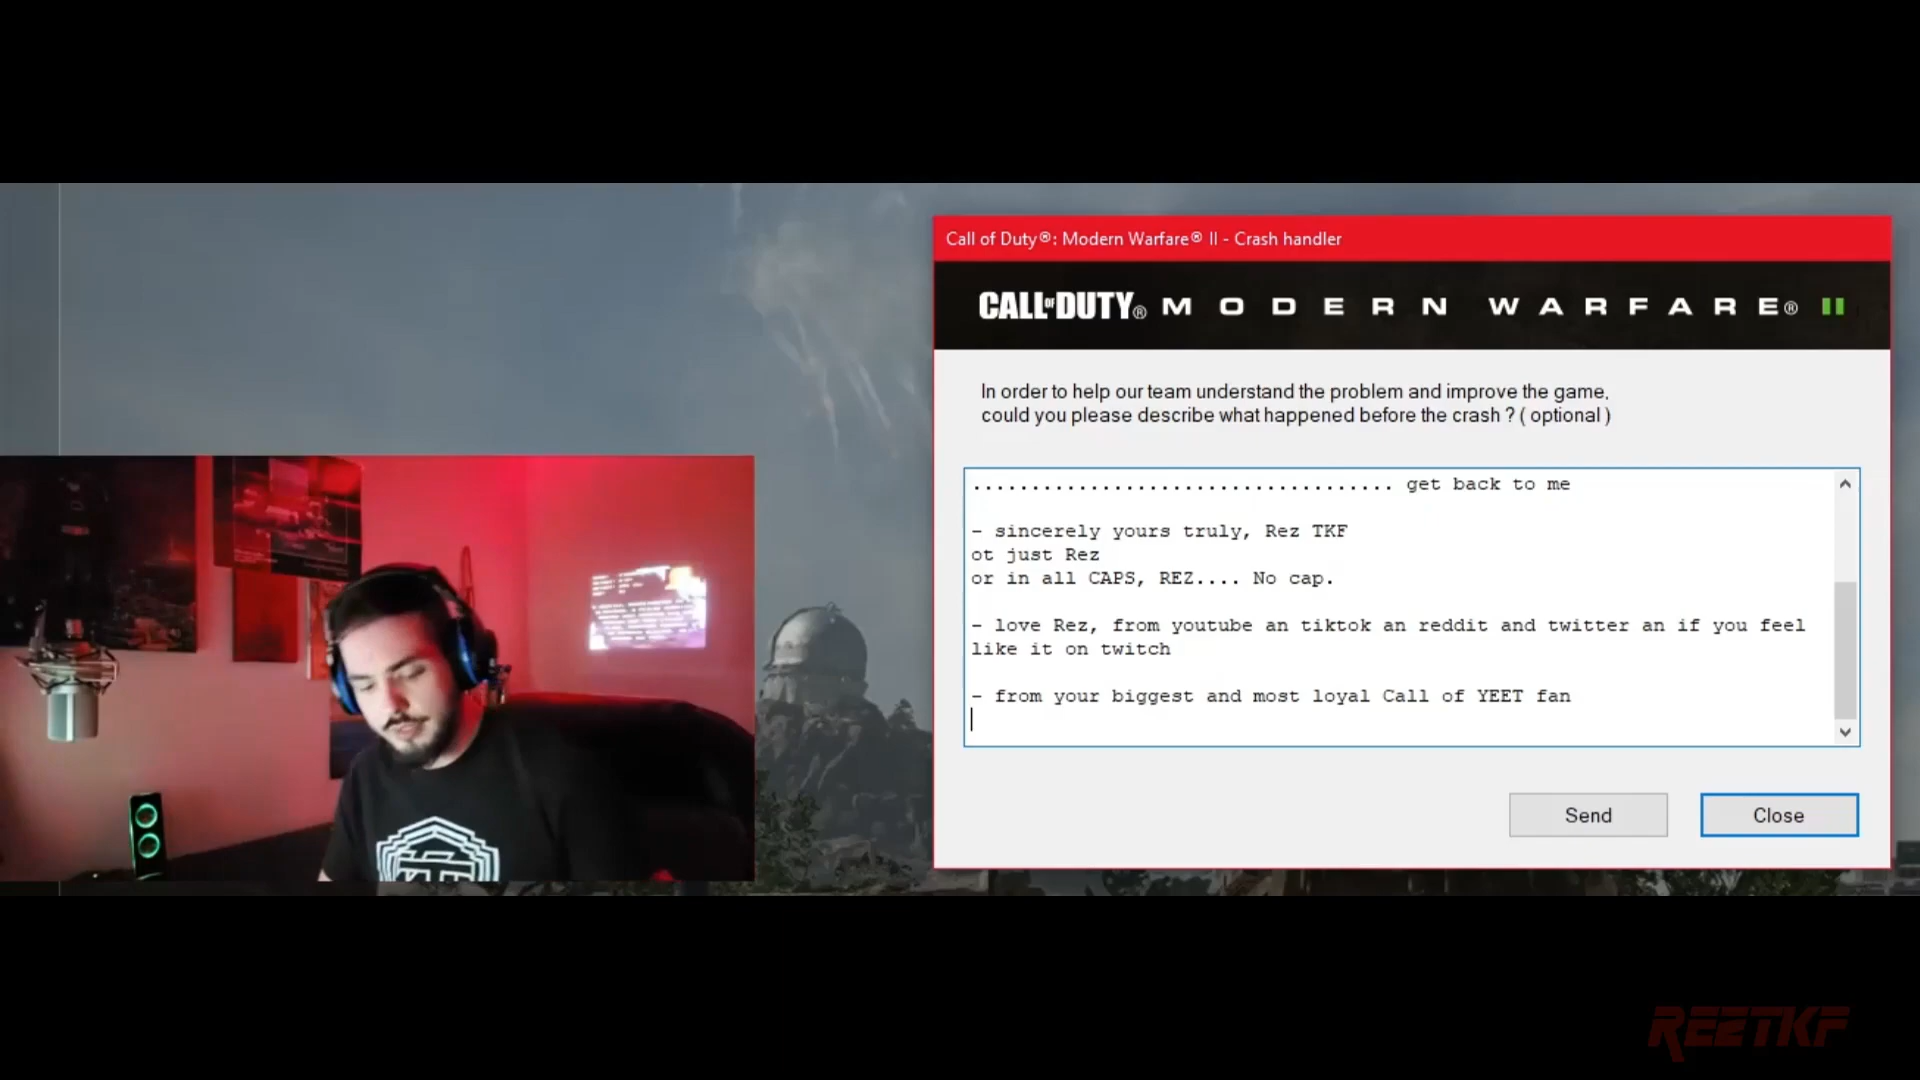 Call of Duty®: Modern Warfare® II - Crash handler
CALL OF DUTY® MODERN WARFARE® II
In order to help our team understand the problem and improve the game,
could you please describe what happened before the crash ? ( optional )
.................................... get back to me
- sincerely yours truly, Rez TKF
ot just Rez
or in all CAPS, REZ.... No cap.
- love Rez, from youtube an tiktok an reddit and twitter an if you feel
like it on twitch
- from your biggest and most loyal Call of YEET fan
Send
Close
REZTKF